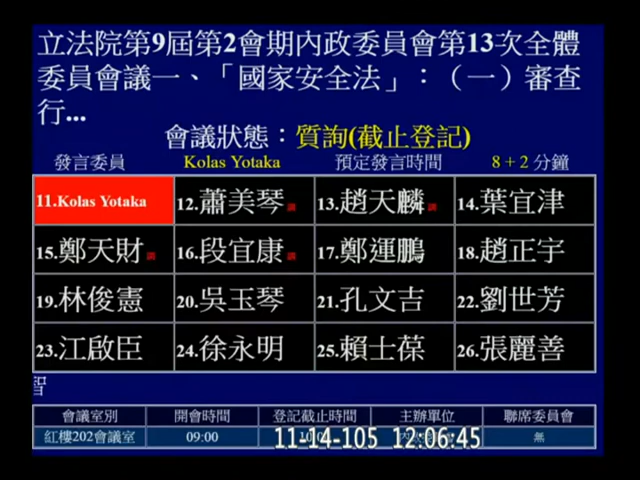 立法院第9屆第2會期內政委員會第13次全體
委員會議一、「國家安全法」：（一）審查
行...
會議狀態：質詢(截止登記)
發言委員 Kolas Yotaka 預定發言時間 8 + 2 分鐘
11.Kolas Yotaka 12.蕭美琴 13.趙天麟 14.葉宜津
15.鄭天財 16.段宜康 17.鄭運鵬 18.趙正宇
19.林俊憲 20.吳玉琴 21.孔文吉 22.劉世芳
23.江啟臣 24.徐永明 25.賴士葆 26.張麗善
會議室別 開會時間 登記截止時間 主辦單位 聯席委員會
紅樓202會議室 09:00 無
11-14-105 12:06:45